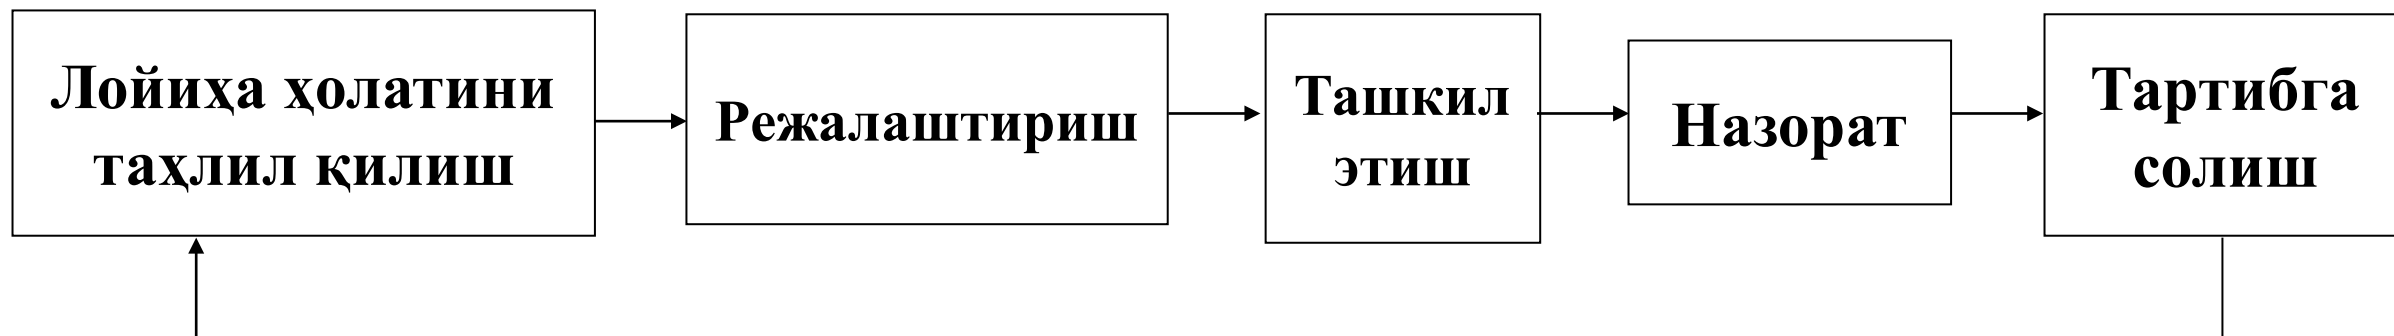 Лойиҳа ҳолатини
таҳлил қилиш
Режалаштириш
Ташкил
этиш
Назорат
Тартибга
солиш